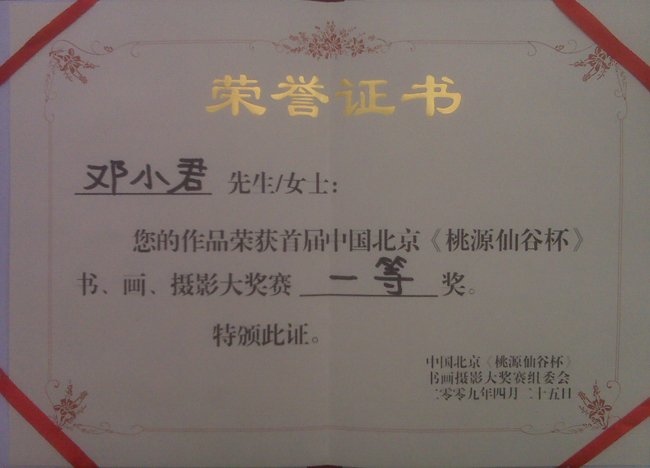 荣誉证书
邓小君 先生/女士：
您的作品荣获首届中国北京《桃源仙谷杯》
书、画、摄影大奖赛 一等 奖。
特颁此证。
中国北京《桃源仙谷杯》
书画摄影大奖赛组委会
二零零九年四月二十五日